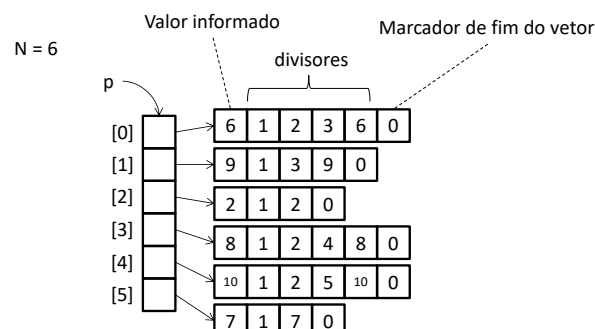 Valor informado
Marcador de fim do vetor
N = 6
divisores
p
[0] 6 1 2 3 6 0
[1] 9 1 3 9 0
[2] 2 1 2 0
[3] 8 1 2 4 8 0
[4] 10 1 2 5 10 0
[5] 7 1 7 0